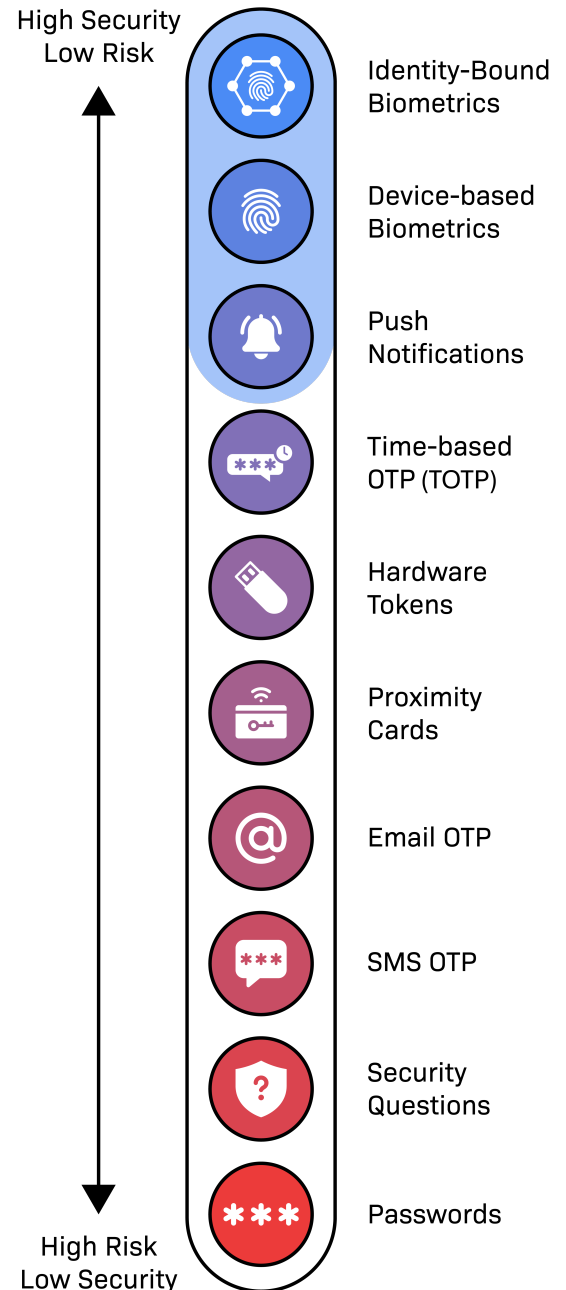 High Security
Low Risk
Identity-Bound
Biometrics
Device-based
Biometrics
Push
Notifications
Time-based
OTP (TOTP)
***
Hardware
Tokens
Proximity
Cards
@
Email OTP
***
SMS OTP
?
Security
Questions
***
Passwords
High Risk
Low Security